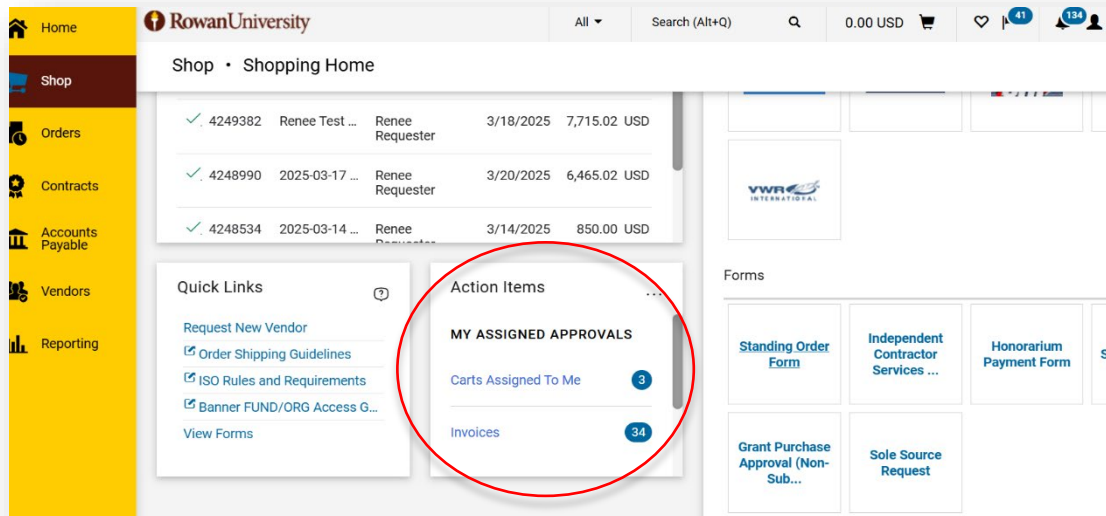 Home
Shop
Orders
Contracts
Accounts
Payable
Vendors
Reporting
RowanUniversity
All
Search (Alt+Q)
0.00 USD
41
134
Shop • Shopping Home
4249382 Renee Test ... Renee 3/18/2025 7,715.02 USD
Requester
4248990 2025-03-17 ... Renee 3/20/2025 6,465.02 USD
Requester
4248534 2025-03-14 ... Renee 3/14/2025 850.00 USD
Quick Links
Request New Vendor
Order Shipping Guidelines
ISO Rules and Requirements
Banner FUND/ORG Access G...
View Forms
Action Items
...
MY ASSIGNED APPROVALS
Carts Assigned To Me 3
Invoices 34
VWR
INTERNATIONAL
Forms
Standing Order
Form
Independent
Contractor
Services ...
Honorarium
Payment Form
Grant Purchase
Approval (Non-
Sub...
Sole Source
Request